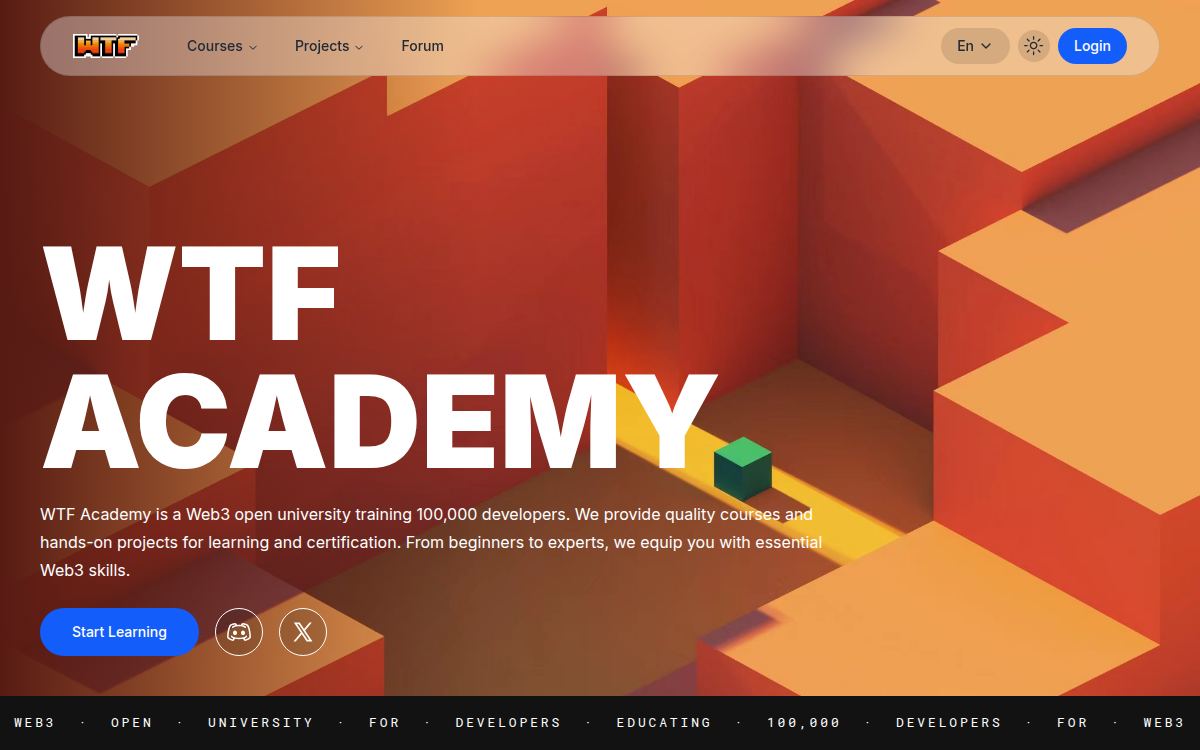 WTF Courses Projects Forum En Login
WTF
ACADEMY
WTF Academy is a Web3 open university training 100,000 developers. We provide quality courses and
hands-on projects for learning and certification. From beginners to experts, we equip you with essential
Web3 skills.
Start Learning
WEB3 · OPEN · UNIVERSITY · FOR · DEVELOPERS · EDUCATING · 100,000 · DEVELOPERS · FOR · WEB3